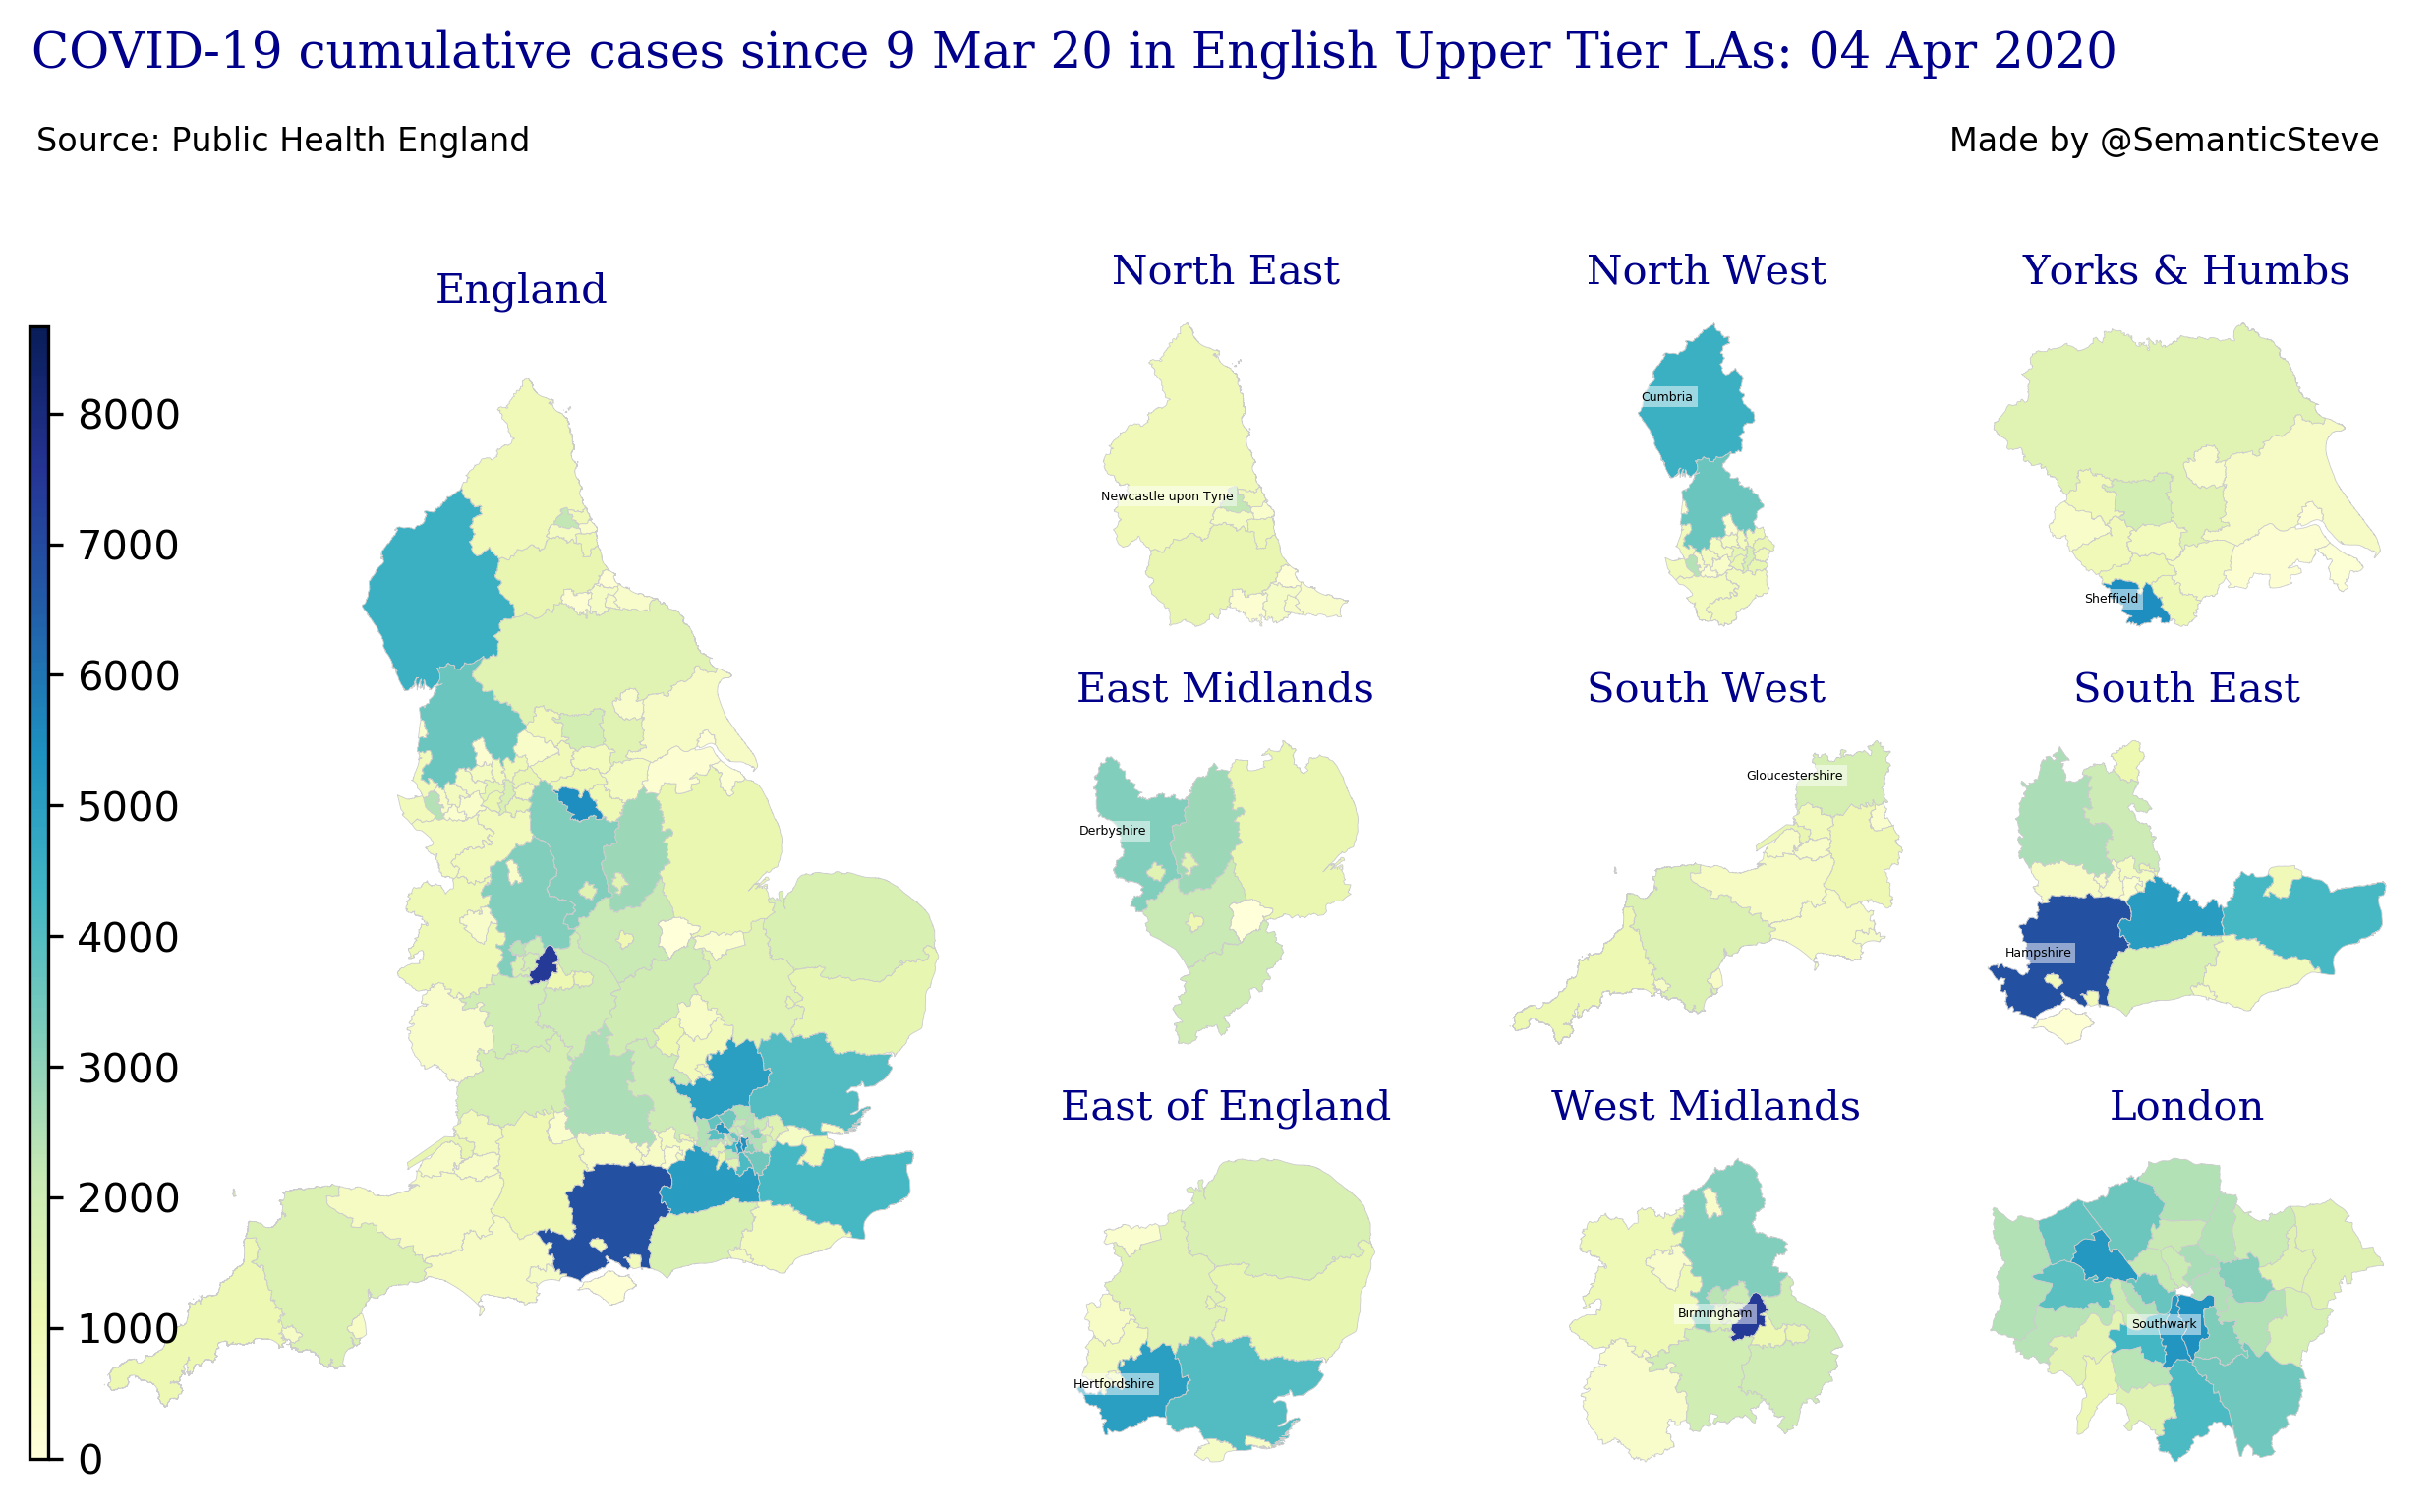 COVID-19 cumulative cases since 9 Mar 20 in English Upper Tier LAs: 04 Apr 2020
Source: Public Health England
Made by @SemanticSteve
England
8000
7000
6000
5000
4000
3000
2000
1000
0
North East
Newcastle upon Tyne
North West
Cumbria
Yorks & Humbs
Sheffield
East Midlands
Derbyshire
South West
Gloucestershire
South East
Hampshire
East of England
Hertfordshire
West Midlands
Birmingham
London
Southwark